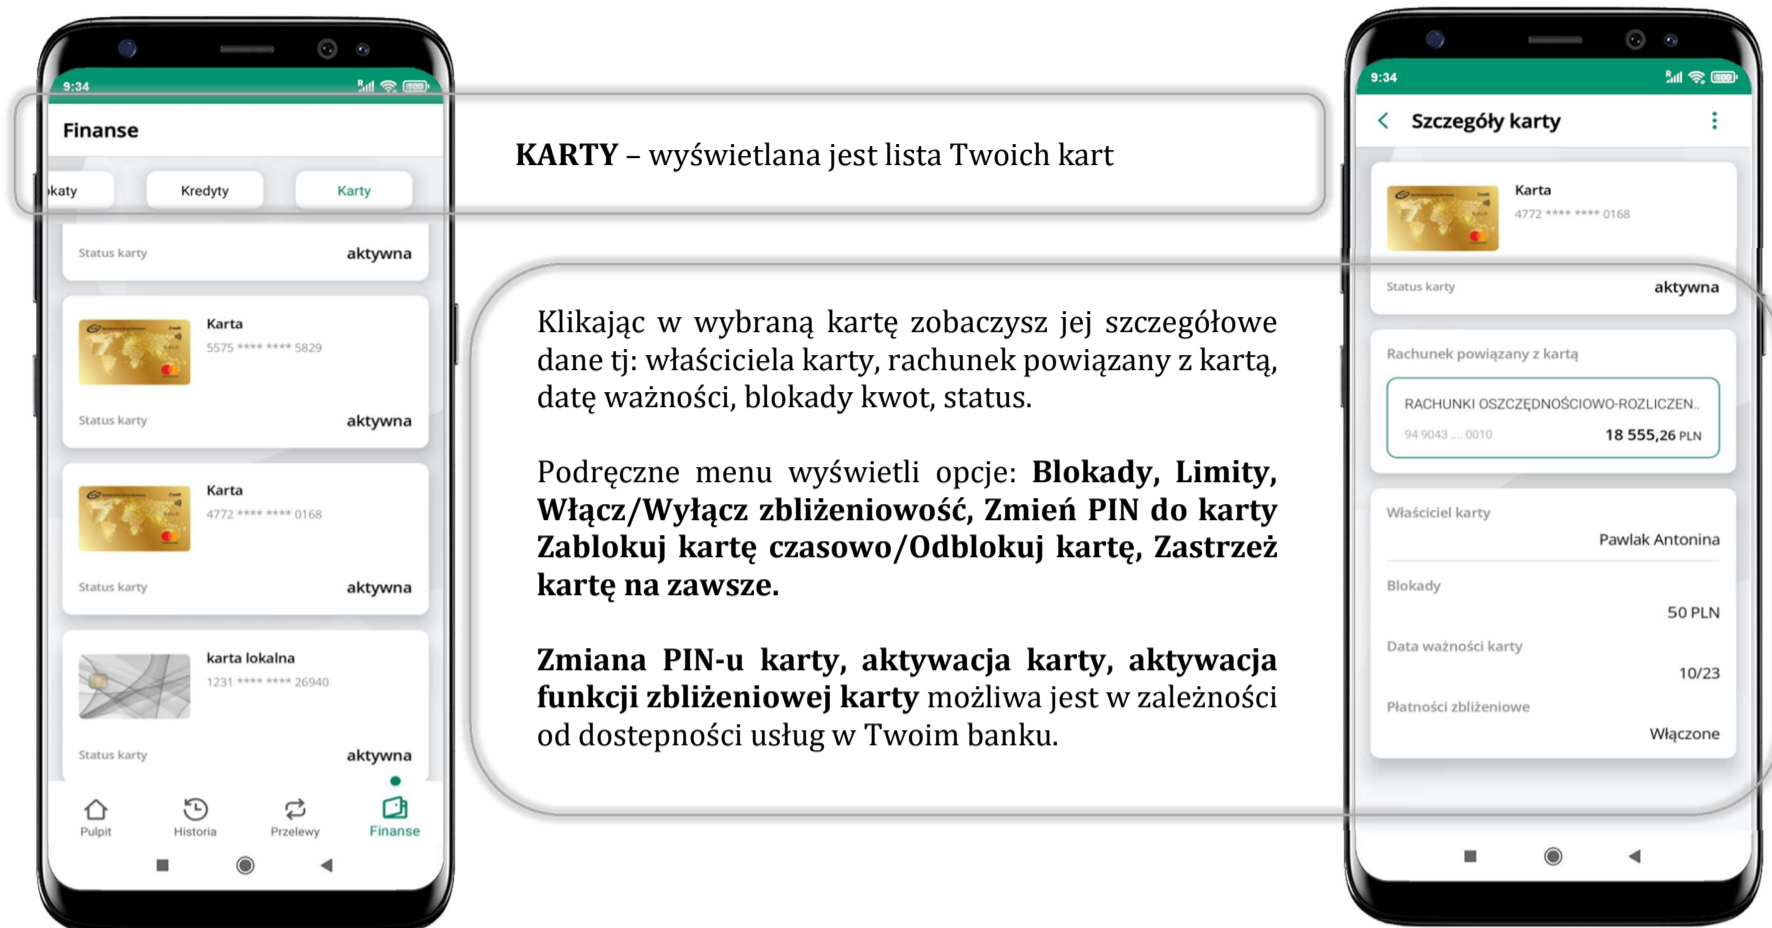 9:34
R
100
Finanse
okaty
Kredyty
Karty
Status karty
aktywna
Karta
5575 **** **** 5829
Status karty
aktywna
Karta
4772 **** **** 0168
Status karty
aktywna
karta lokalna
1231 **** **** 26940
Status karty
aktywna
Pulpit
Historia
Przelewy
Finanse
KARTY – wyświetlana jest lista Twoich kart
Klikając w wybraną kartę zobaczysz jej szczegółowe
dane tj: właściciela karty, rachunek powiązany z kartą,
datę ważności, blokady kwot, status.
Podręczne menu wyświetli opcje: Blokady, Limity,
Włącz/Wyłącz zbliżeniowość, Zmień PIN do karty
Zablokuj kartę czasowo/Odblokuj kartę, Zastrzeż
kartę na zawsze.
Zmiana PIN-u karty, aktywacja karty, aktywacja
funkcji zbliżeniowej karty możliwa jest w zależności
od dostepności usług w Twoim banku.
9:34
R
100
Szczegóły karty
Karta
4772 **** **** 0168
Status karty
aktywna
Rachunek powiązany z kartą
RACHUNKI OSZCZĘDNOŚCIOWO-ROZLICZEN..
94 9043 .... 0010
18 555,26 PLN
Właściciel karty
Pawlak Antonina
Blokady
50 PLN
Data ważności karty
10/23
Płatności zbliżeniowe
Włączone